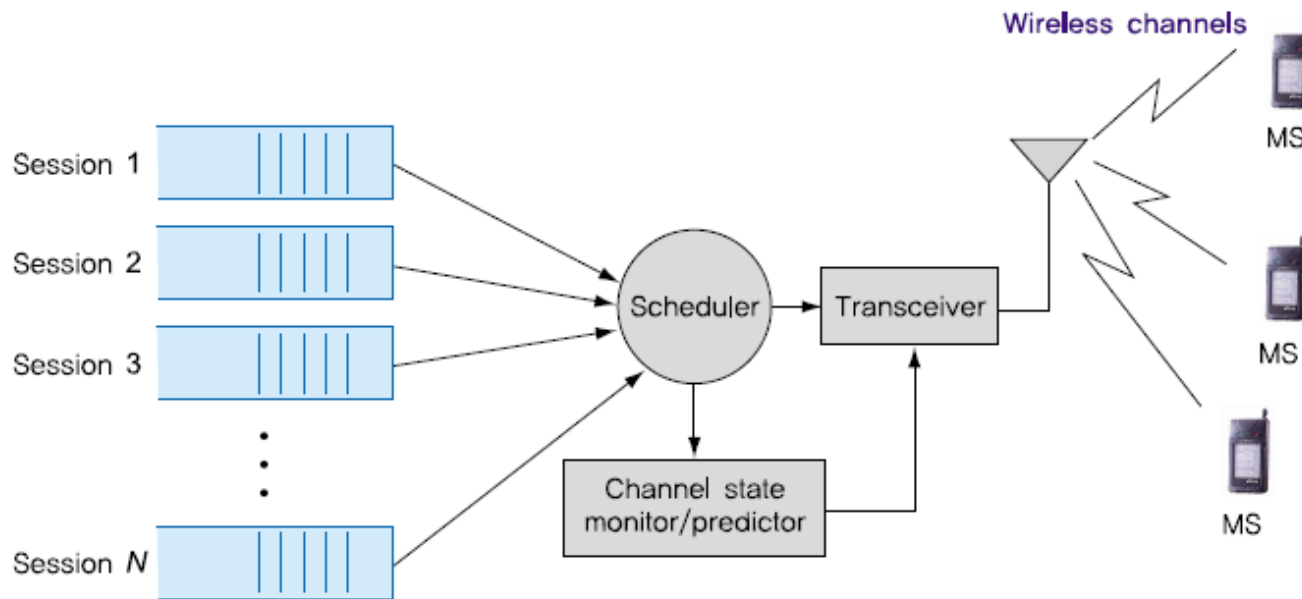 Wireless channels
MS
Session 1
Session 2
Scheduler
Transceiver
Session 3
MS
Channel state
monitor/predictor
MS
Session N